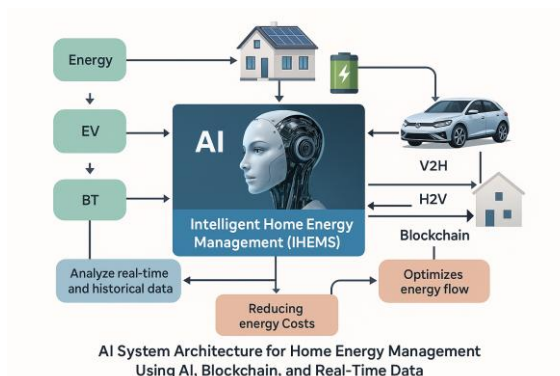 Energy
EV
BT
AI
Intelligent Home Energy
Management (IHEMS)
V2H
H2V
Blockchain
Analyze real-time
and historical data
Reducing
energy Costs
Optimizes
energy flow
AI System Architecture for Home Energy Management
Using AI, Blockchain, and Real-Time Data